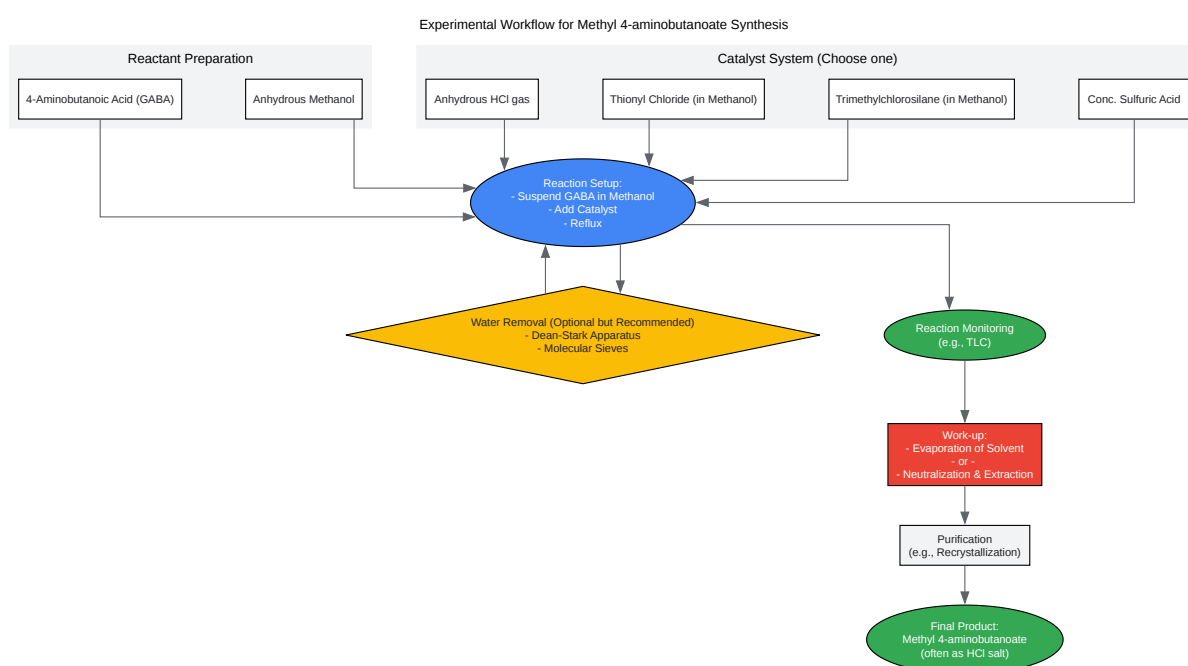 Experimental Workflow for Methyl 4-aminobutanoate Synthesis
Reactant Preparation
Catalyst System (Choose one)
4-Aminobutanoic Acid (GABA)
Anhydrous Methanol
Anhydrous HCl gas
Thionyl Chloride (in Methanol)
Trimethylchlorosilane (in Methanol)
Conc. Sulfuric Acid
Reaction Setup:
- Suspend GABA in Methanol
- Add Catalyst
- Reflux
Water Removal (Optional but Recommended)
- Dean-Stark Apparatus
- Molecular Sieves
Reaction Monitoring
(e.g., TLC)
Work-up:
- Evaporation of Solvent
- or -
- Neutralization & Extraction
Purification
(e.g., Recrystallization)
Final Product:
Methyl 4-aminobutanoate
(often as HCl salt)